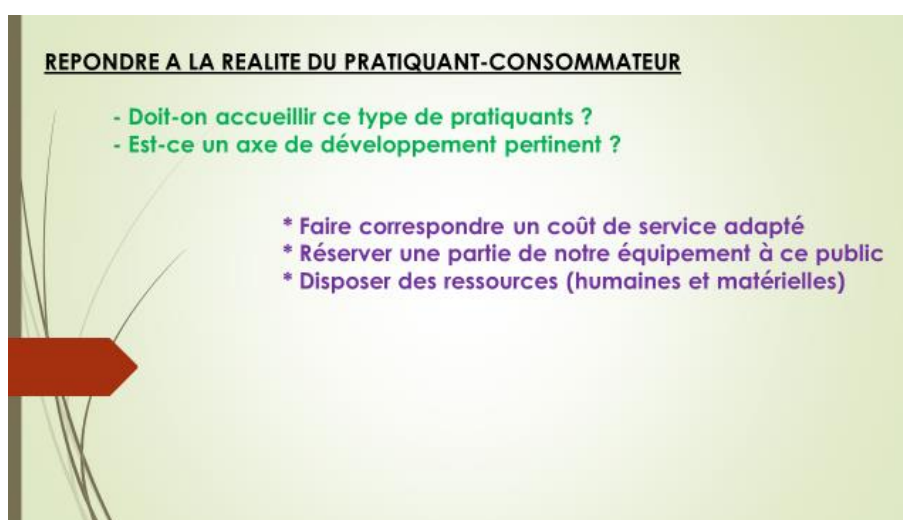 REPONDRE A LA REALITE DU PRATIQUANT-CONSOMMATEUR
- Doit-on accueillir ce type de pratiquants ?
- Est-ce un axe de développement pertinent ?
* Faire correspondre un coût de service adapté
* Réserver une partie de notre équipement à ce public
* Disposer des ressources (humaines et matérielles)